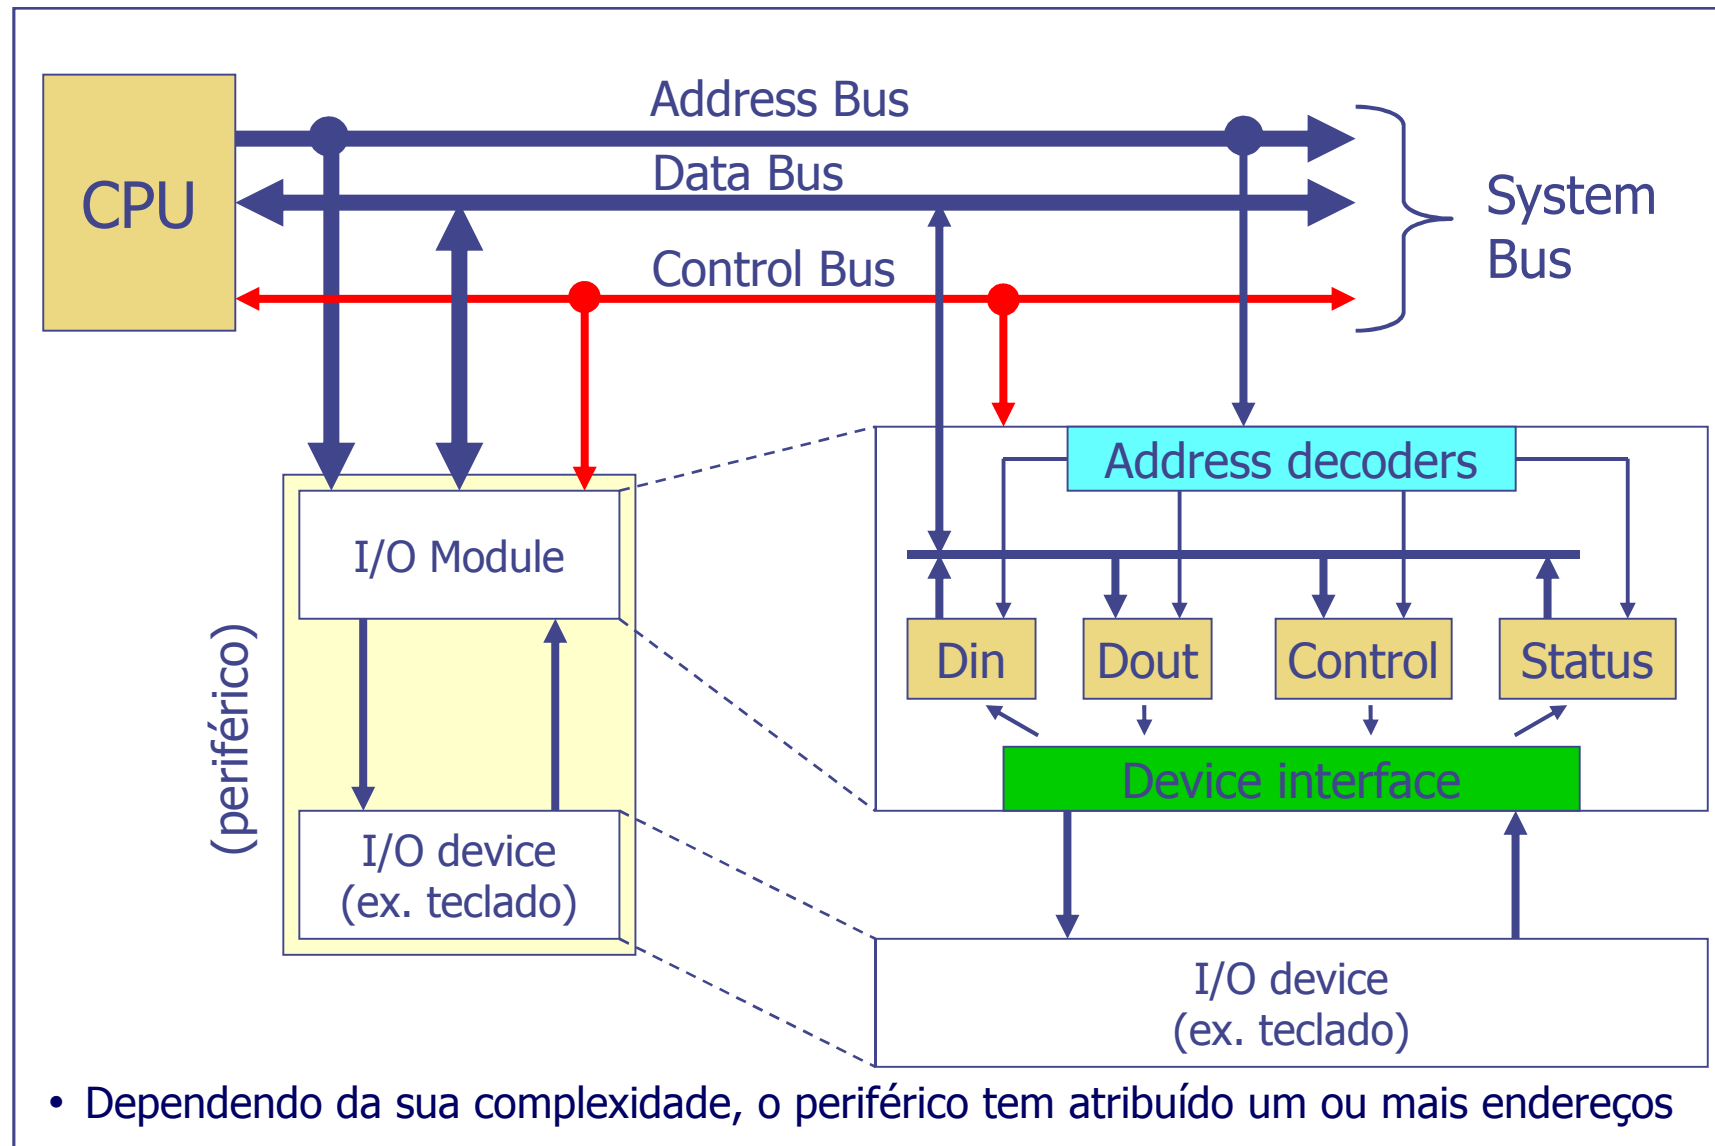 Address Bus
CPU
Data Bus
System
Bus
Control Bus
Address decoders
I/O Module
(periférico)
Din
Dout
Control
Status
Device interface
I/O device
(ex. teclado)
I/O device
(ex. teclado)
• Dependendo da sua complexidade, o periférico tem atribuído um ou mais endereços